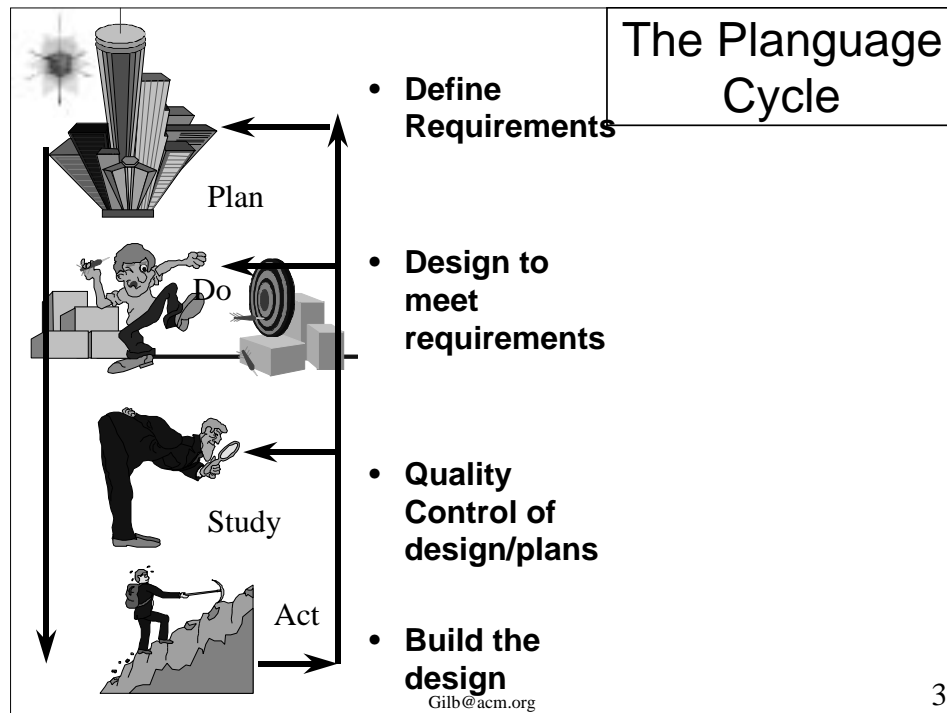 The Planguage
Cycle
• Define
Requirements
Plan
• Design to
meet
requirements
Do
• Quality
Control of
design/plans
Study
• Build the
design
Act
Gilb@acm.org
3